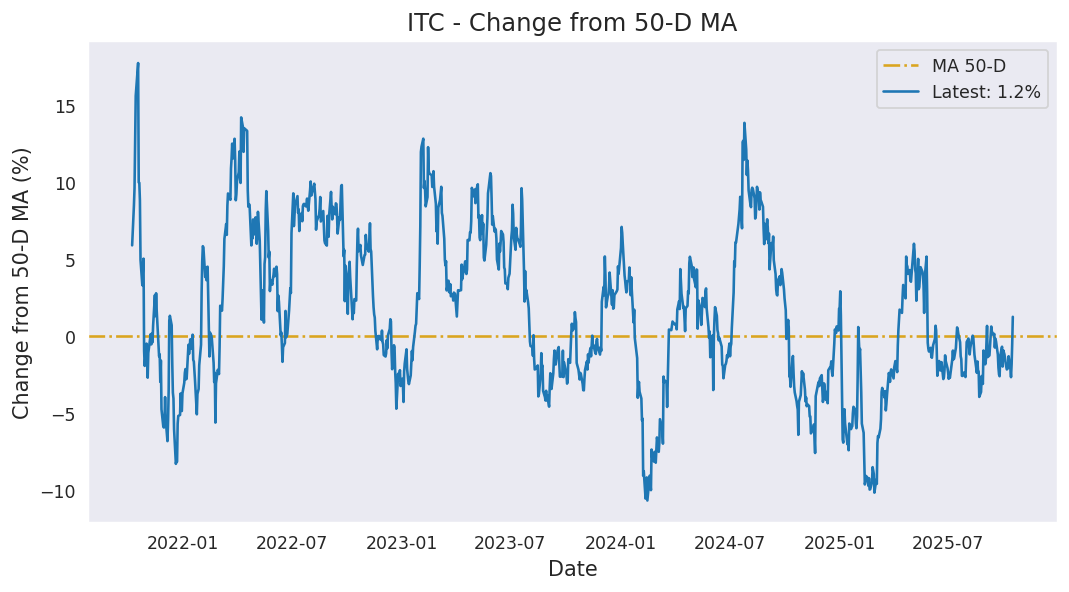 ITC - Change from 50-D MA
MA 50-D
Latest: 1.2%
Change from 50-D MA (%)
15
10
5
0
−5
−10
2022-01 2022-07 2023-01 2023-07 2024-01 2024-07 2025-01 2025-07
Date